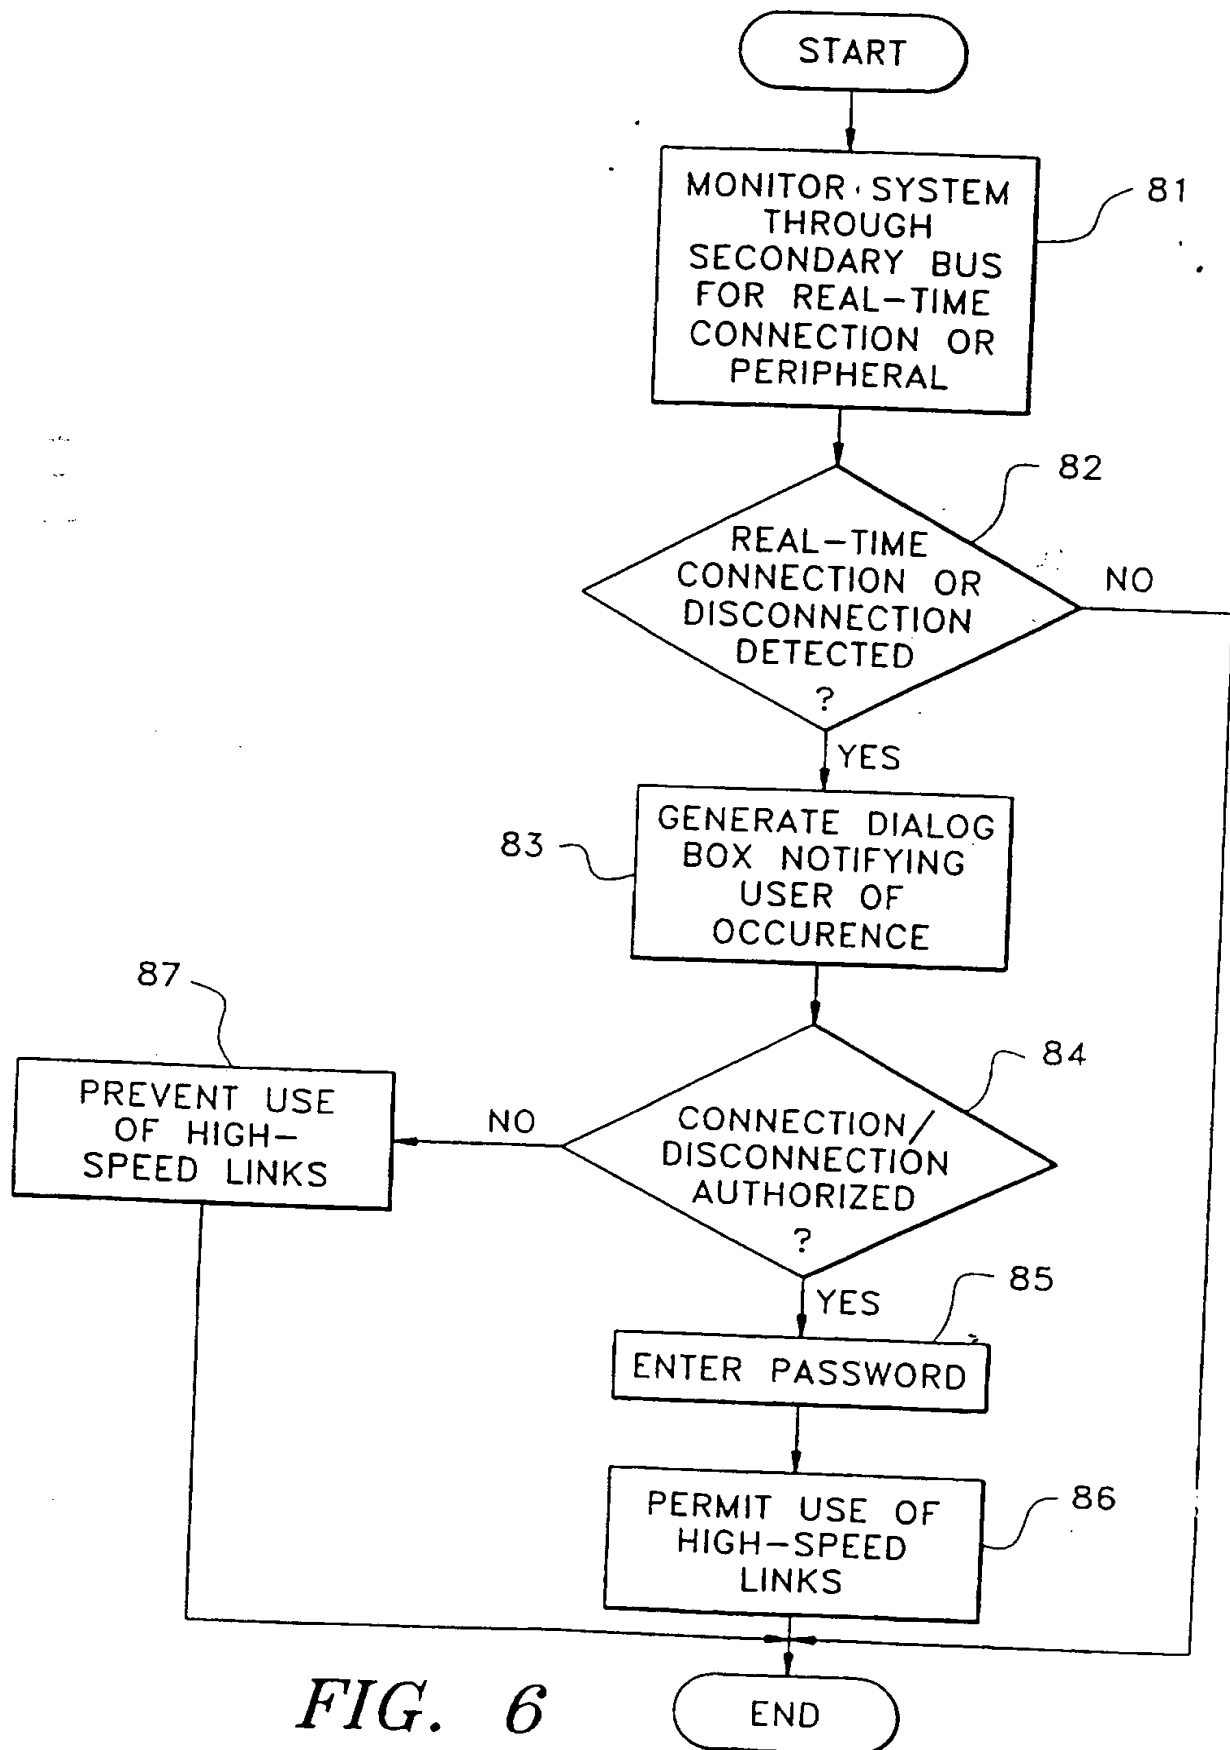 START
MONITOR SYSTEM
THROUGH
SECONDARY BUS
FOR REAL-TIME
CONNECTION OR
PERIPHERAL
81
82
REAL-TIME
CONNECTION OR
DISCONNECTION
DETECTED
?
NO
YES
GENERATE DIALOG
BOX NOTIFYING
USER OF
OCCURENCE
83
87
PREVENT USE
OF HIGH-
SPEED LINKS
NO
84
CONNECTION/
DISCONNECTION
AUTHORIZED
?
YES
85
ENTER PASSWORD
PERMIT USE OF
HIGH-SPEED
LINKS
86
FIG. 6
END